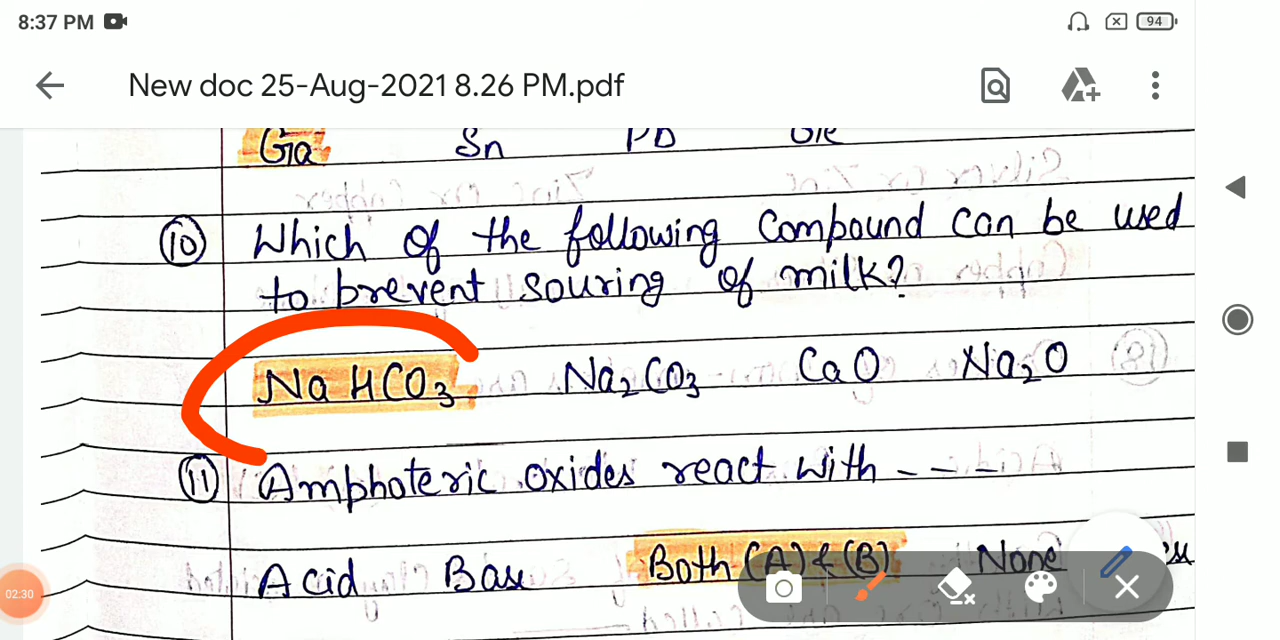 8:37 PM
94
New doc 25-Aug-2021 8.26 PM.pdf
Ga Sn
(10) Which of the following compound can be used
to prevent souring of milk?
NaHCO₃ Na₂CO₃ CaO Na₂O
(11) Amphoteric oxides react with - - -
Acid Base Both (A) & (B) None
02:30